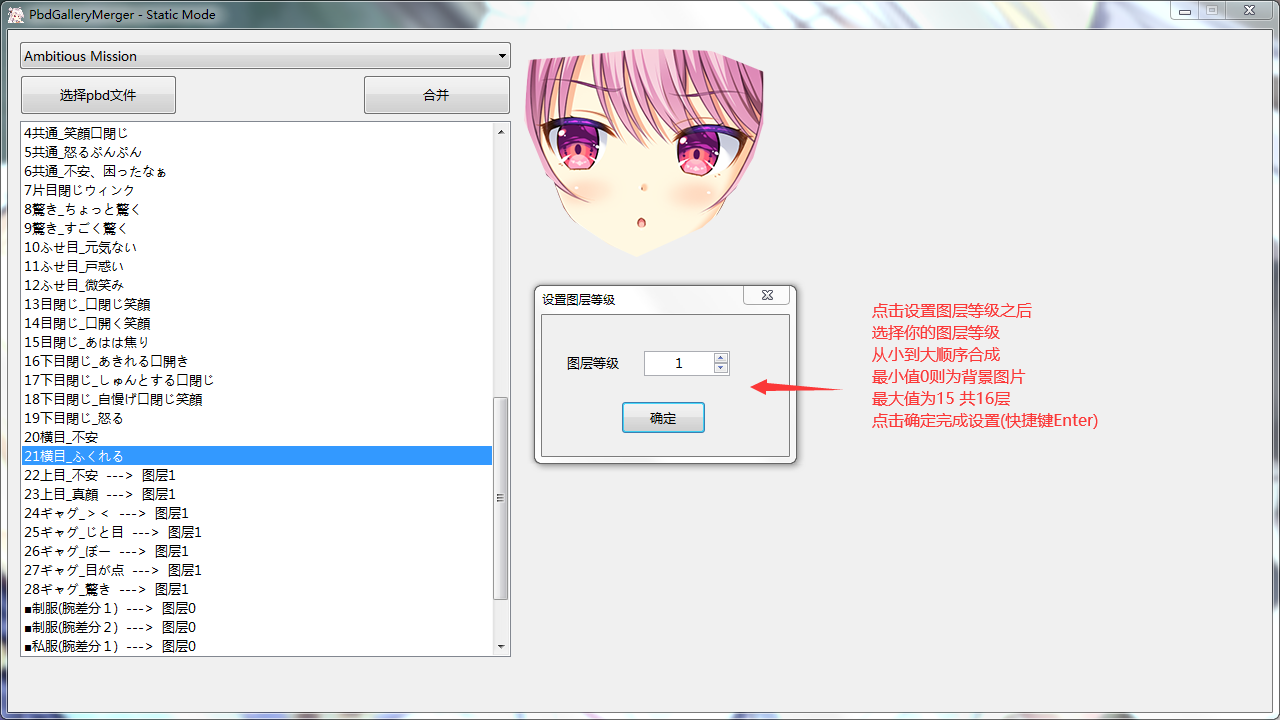 PbdGalleryMerger - Static Mode
Ambitious Mission
选择pbd文件
合并
4共通_笑顔口閉じ
5共通_怒るぷんぷん
6共通_不安、困ったなぁ
7片目閉じウィンク
8驚き_ちょっと驚く
9驚き_すごく驚く
10ふせ目_元気ない
11ふせ目_戸惑い
12ふせ目_微笑み
13目閉じ_口閉じ笑顔
14目閉じ_口開く笑顔
15目閉じ_あはは焦り
16下目閉じ_あきれる口開き
17下目閉じ_しゅんとする口閉じ
18下目閉じ_自慢げ口閉じ笑顔
19下目閉じ_怒る
20横目_不安
21横目_ふくれる
22上目_不安 ---> 图层1
23上目_真顔 ---> 图层1
24ギャグ_＞＜ ---> 图层1
25ギャグ_じと目 ---> 图层1
26ギャグ_ぼー ---> 图层1
27ギャグ_目が点 ---> 图层1
28ギャグ_驚き ---> 图层1
■制服(腕差分１) ---> 图层0
■制服(腕差分２) ---> 图层0
■私服(腕差分１) ---> 图层0
设置图层等级
图层等级
1
确定
点击设置图层等级之后
选择你的图层等级
从小到大顺序合成
最小值0则为背景图片
最大值为15 共16层
点击确定完成设置(快捷键Enter)